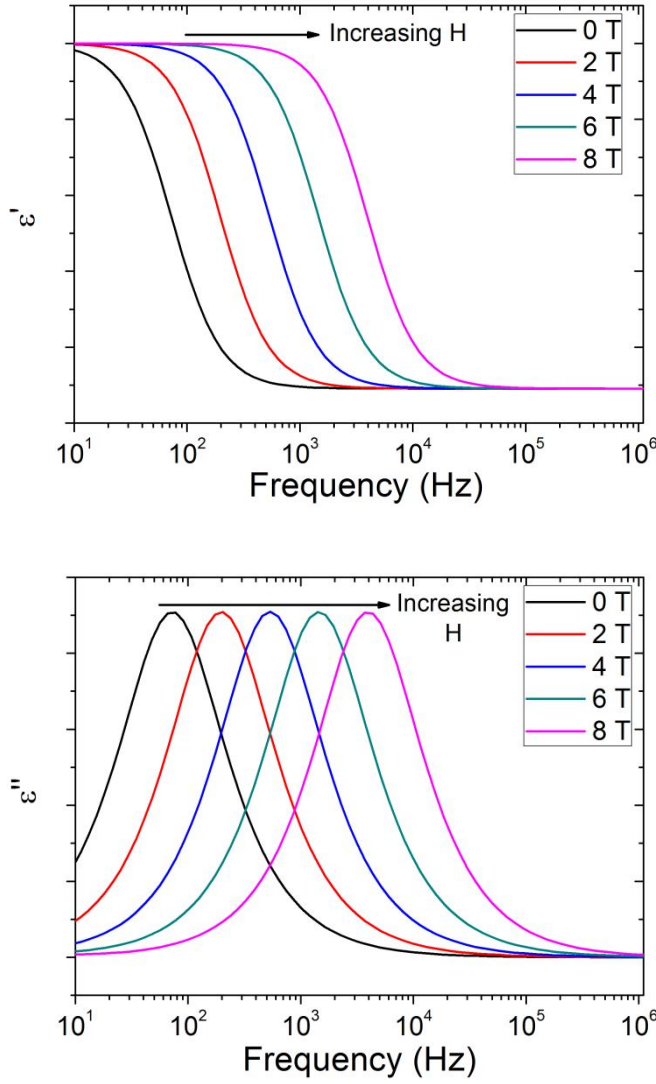 Increasing H
0 T
2 T
4 T
6 T
8 T
ε'
10¹ 10² 10³ 10⁴ 10⁵ 10⁶
Frequency (Hz)
Increasing
H
0 T
2 T
4 T
6 T
8 T
ε"
10¹ 10² 10³ 10⁴ 10⁵ 10⁶
Frequency (Hz)